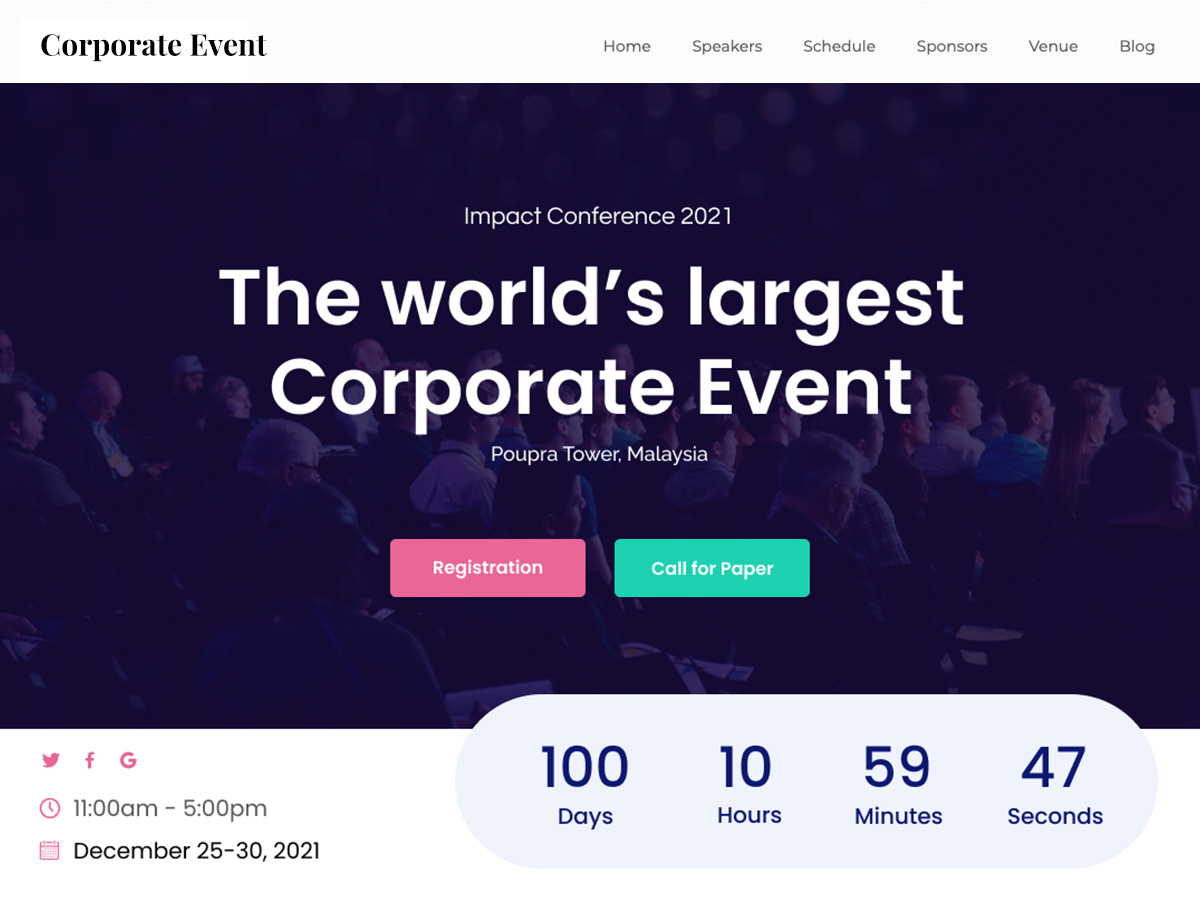 Corporate Event
Home Speakers Schedule Sponsors Venue Blog
Impact Conference 2021
The world’s largest
Corporate Event
Poupra Tower, Malaysia
Registration Call for Paper
100 10 59 47
Days Hours Minutes Seconds
11:00am - 5:00pm
December 25-30, 2021